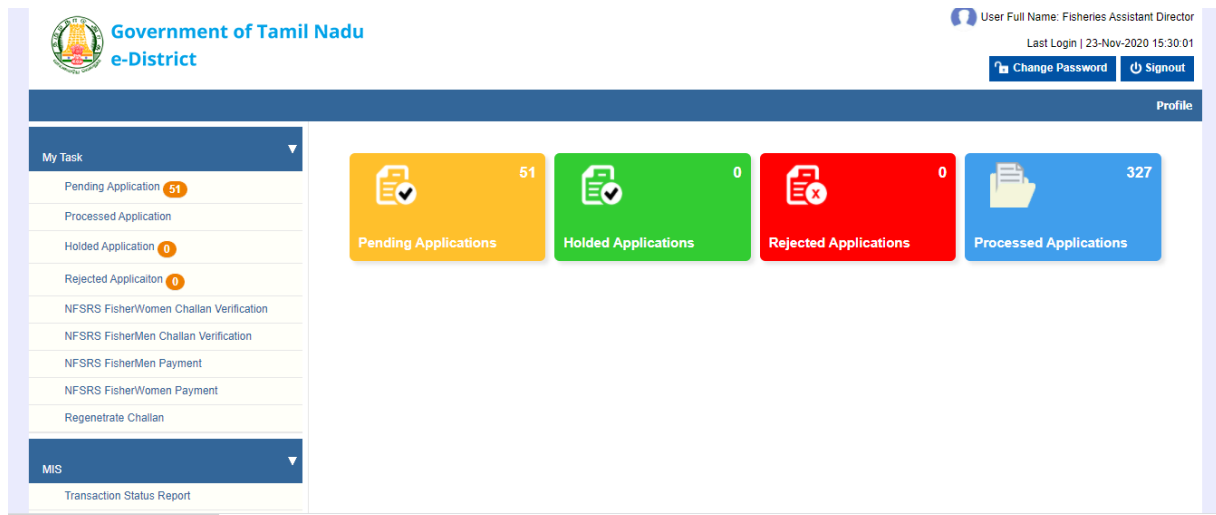 Government of Tamil Nadu
e-District
User Full Name: Fisheries Assistant Director
Last Login | 23-Nov-2020 15:30:01
Change Password
Signout
Profile
My Task
Pending Application 51
Processed Application
Holded Application 0
Rejected Applicaiton 0
NFSRS FisherWomen Challan Verification
NFSRS FisherMen Challan Verification
NFSRS FisherMen Payment
NFSRS FisherWomen Payment
Regenetrate Challan
MIS
Transaction Status Report
51
Pending Applications
0
Holded Applications
0
Rejected Applications
327
Processed Applications